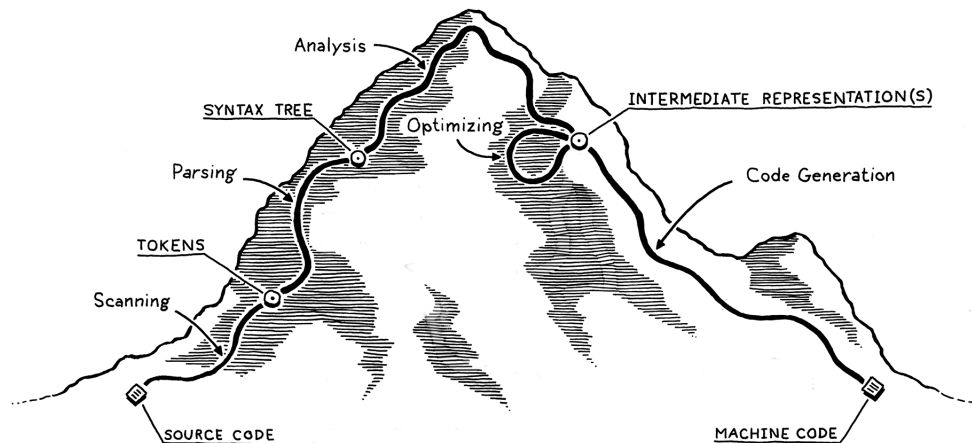 Analysis
SYNTAX TREE
INTERMEDIATE REPRESENTATION(S)
Optimizing
Parsing
Code Generation
TOKENS
Scanning
SOURCE CODE
MACHINE CODE